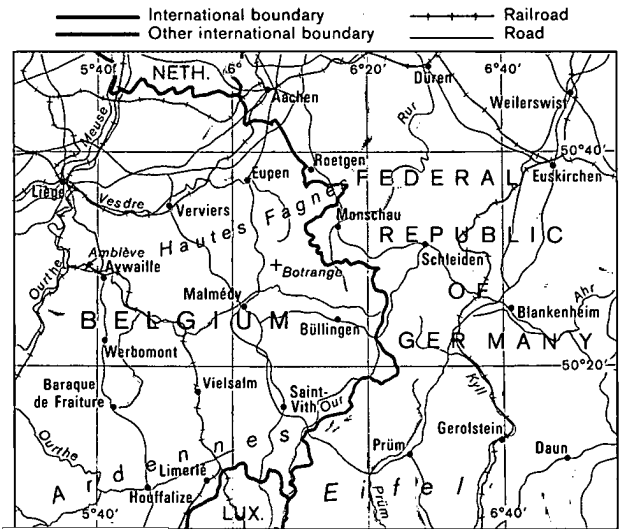 International boundary
Other international boundary
Railroad
Road
5°40' 6° 6°20' 6°40'
NETH.
Düren
Aachen
Weilerswist
Meuse
Rur
50°40'
Roetgen
Eupen
FEDERAL
Euskirchen
Liège
Vesdre
Verviers
Hautes Fagnes
Monschau
REPUBLIC
Schleiden
Amblève
Aywaille
Botrange
Ourthe
OF
Malmédy
Ahr
Blankenheim
BELGIUM
Büllingen
GERMANY
Werbomont
50°20'
Baraque
de Fraiture
Vielsalm
Saint-
Vith
Our
Kyll
Gerolstein
Ourthe
Prüm
Daun
Ardennes
Limerlé
Houffalize
Eifel
Prüm
5°40'
LUX.
6°40'